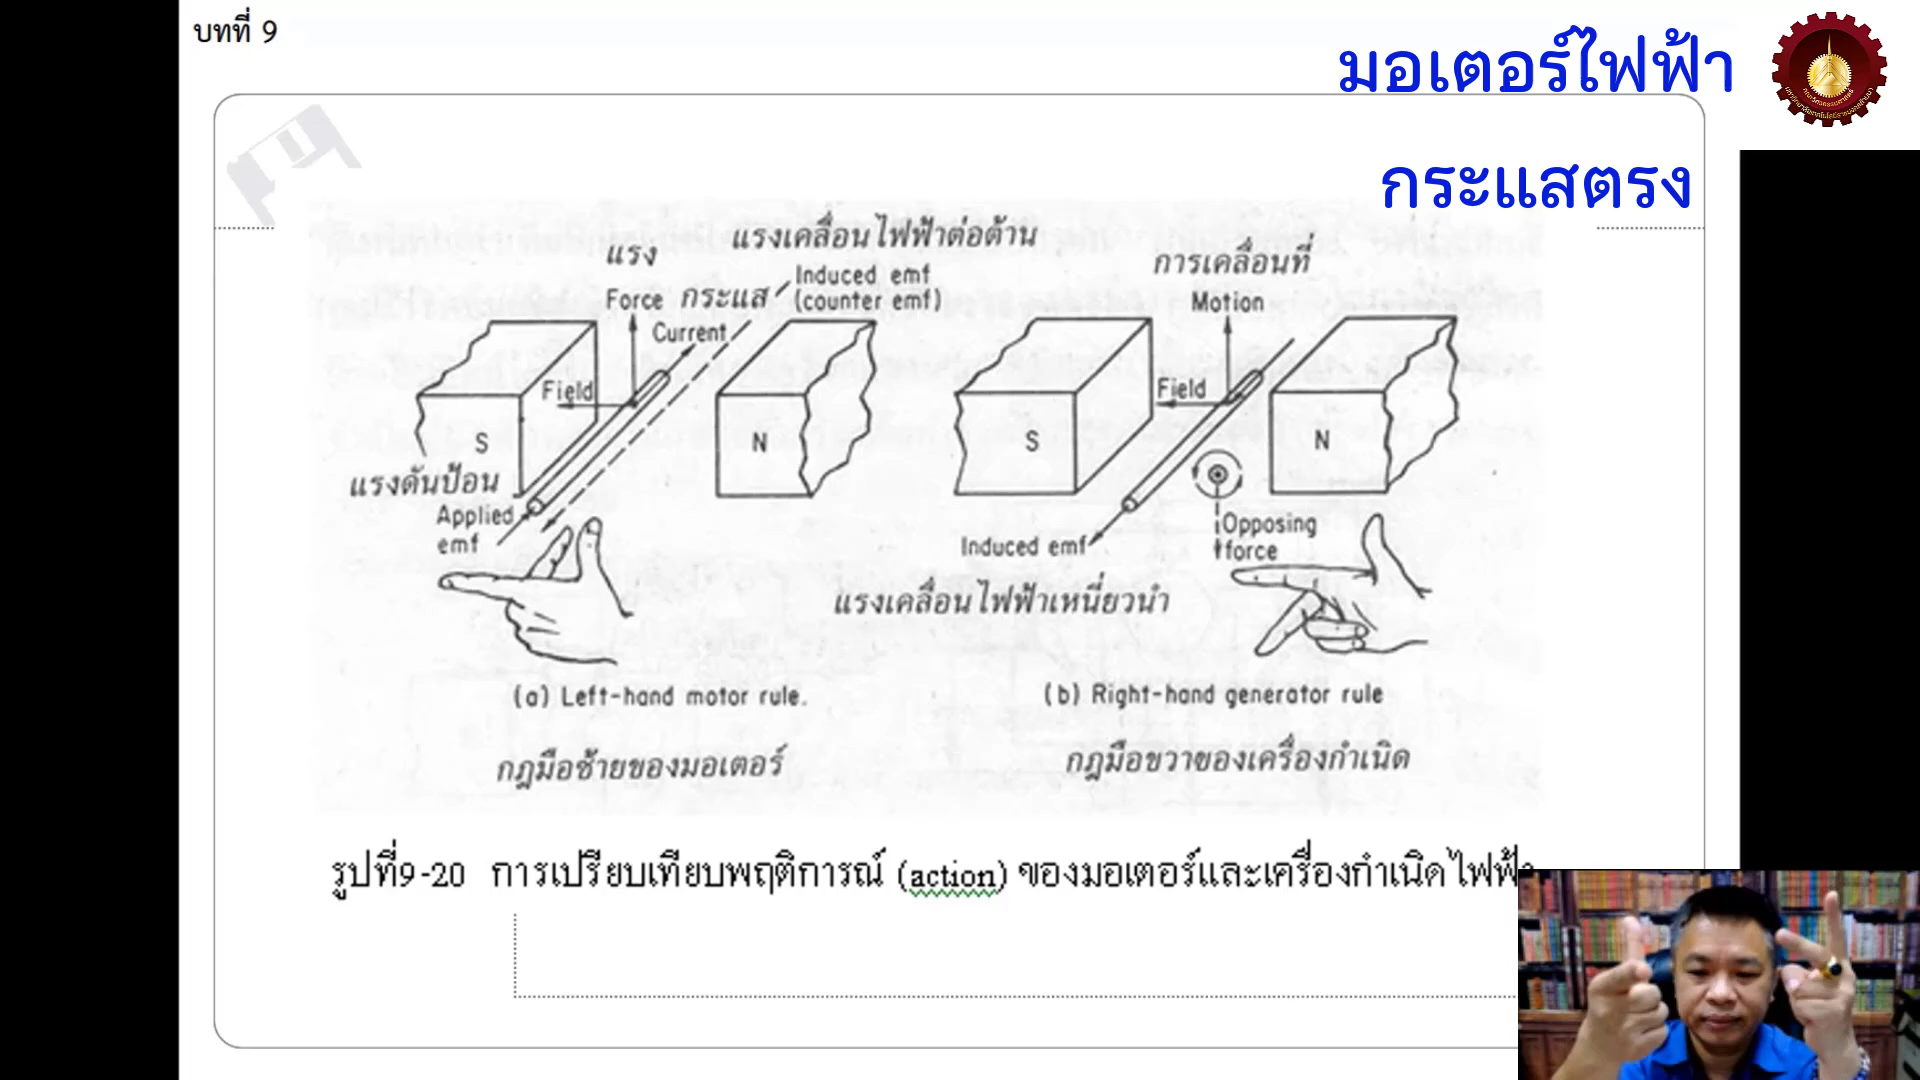 บทที่ 9
มอเตอร์ไฟฟ้า
กระแสตรง
แรง
Force
แรงเคลื่อนไฟฟ้าต่อต้าน
Induced emf
(counter emf)
กระแส
Current
Field
S
N
แรงดันป้อน
Applied
emf
การเคลื่อนที่
Motion
Field
S
N
Opposing
force
Induced emf
แรงเคลื่อนไฟฟ้าเหนี่ยวนำ
(a) Left-hand motor rule.
(b) Right-hand generator rule
กฎมือซ้ายของมอเตอร์
กฎมือขวาของเครื่องกำเนิด
รูปที่9-20 การเปรียบเทียบพฤติการณ์ (action) ของมอเตอร์และเครื่องกำเนิดไฟฟ้า